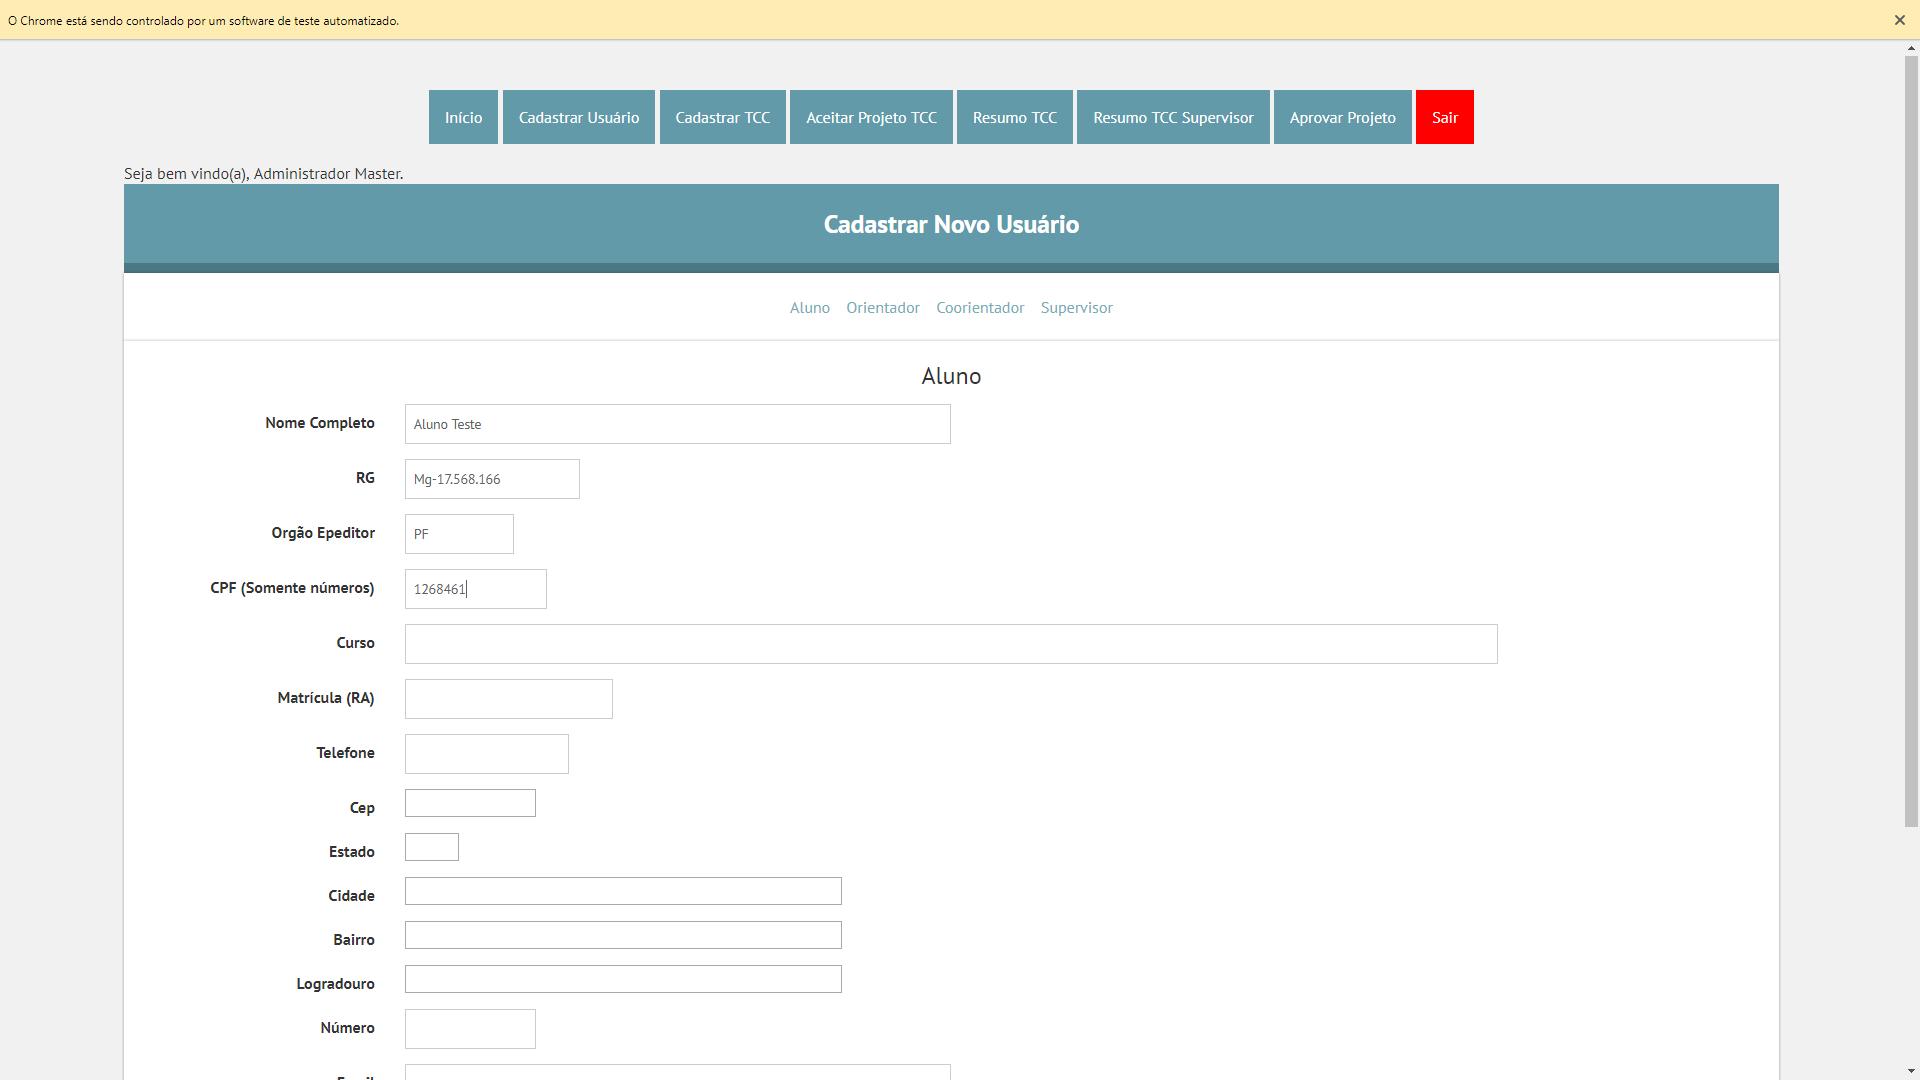 O Chrome está sendo controlado por um software de teste automatizado.
Início Cadastrar Usuário Cadastrar TCC Aceitar Projeto TCC Resumo TCC Resumo TCC Supervisor Aprovar Projeto Sair
Seja bem vindo(a), Administrador Master.
Cadastrar Novo Usuário
Aluno Orientador Coorientador Supervisor
Aluno
Nome Completo Aluno Teste
RG Mg-17.568.166
Orgão Epeditor PF
CPF (Somente números) 1268461
Curso
Matrícula (RA)
Telefone
Cep
Estado
Cidade
Bairro
Logradouro
Número